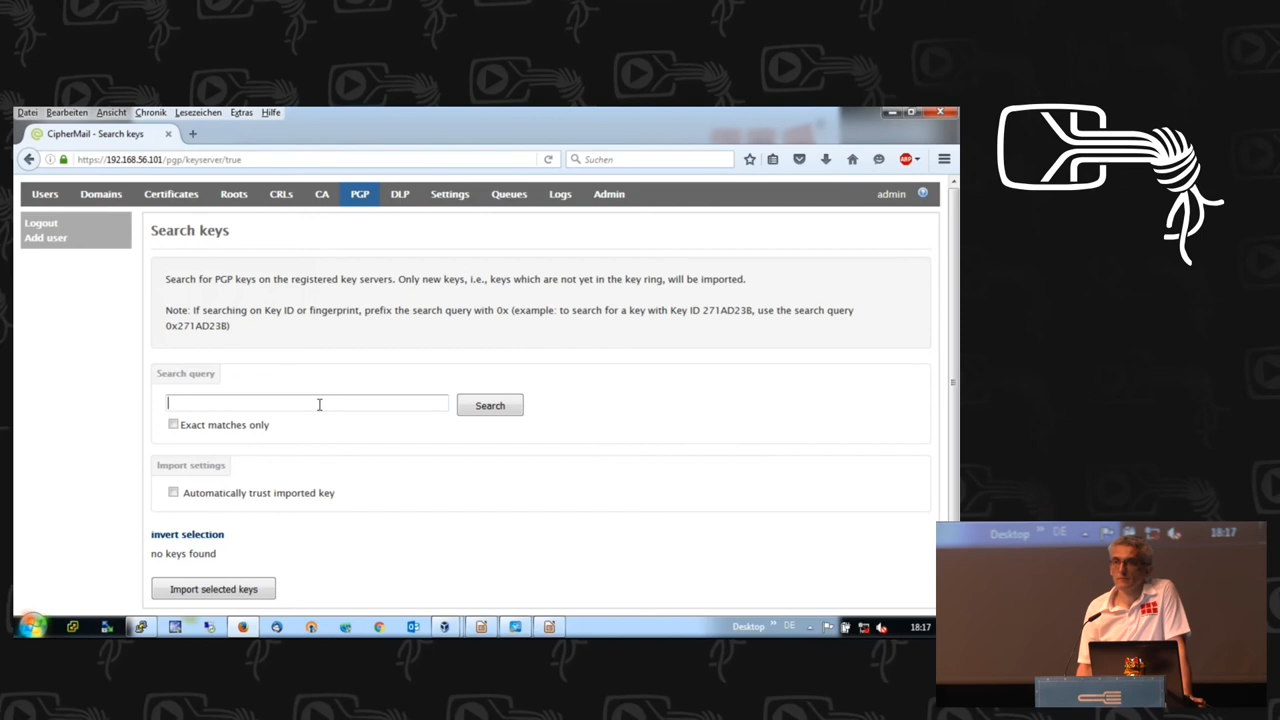 Datei Bearbeiten Ansicht Chronik Lesezeichen Extras Hilfe
CipherMail - Search keys
https://192.168.56.101/pgp/keyserver/true
Suchen
ABP
Users Domains Certificates Roots CRLs CA PGP DLP Settings Queues Logs Admin admin
Logout
Add user
Search keys
Search for PGP keys on the registered key servers. Only new keys, i.e., keys which are not yet in the key ring, will be imported.
Note: If searching on Key ID or fingerprint, prefix the search query with 0x (example: to search for a key with Key ID 271AD23B, use the search query
0x271AD23B)
Search query
Search
Exact matches only
Import settings
Automatically trust imported key
invert selection
no keys found
Import selected keys
Desktop DE 18:17
Desktop DE 18:17